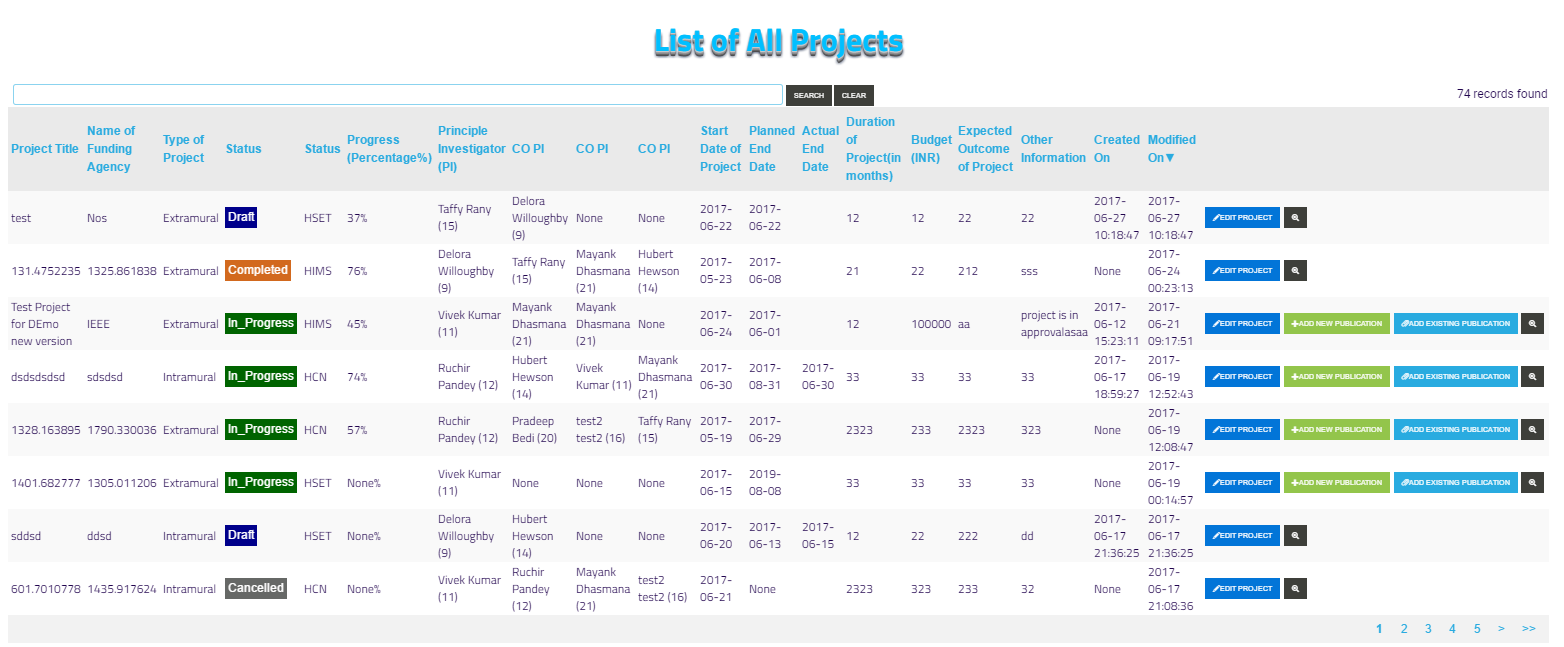 List of All Projects
SEARCH CLEAR 74 records found
Project Title Name of Funding Agency Type of Project Status Status Progress (Percentage%) Principle Investigator (PI) CO PI CO PI CO PI Start Date of Project Planned End Date Actual End Date Duration of Project(in months) Budget (INR) Expected Outcome of Project Other Information Created On Modified On▼
test Nos Extramural Draft HSET 37% Taffy Rany (15) Delora Willoughby (9) None None 2017-06-22 2017-06-22 12 12 22 22 2017-06-27 10:18:47 2017-06-27 10:18:47 EDIT PROJECT
131.4752235 1325.861838 Extramural Completed HIMS 76% Delora Willoughby (9) Taffy Rany (15) Mayank Dhasmana (21) Hubert Hewson (14) 2017-05-23 2017-06-08 21 22 212 sss None 2017-06-24 00:23:13 EDIT PROJECT
Test Project for DEmo new version IEEE Extramural In_Progress HIMS 45% Vivek Kumar (11) Mayank Dhasmana (21) Mayank Dhasmana (21) None 2017-06-24 2017-06-01 12 100000 aa project is in approvalasaa 2017-06-12 15:23:11 2017-06-21 09:17:51 EDIT PROJECT ADD NEW PUBLICATION ADD EXISTING PUBLICATION
dsdsdsdsd sdsdsd Intramural In_Progress HCN 74% Ruchir Pandey (12) Hubert Hewson (14) Vivek Kumar (11) Mayank Dhasmana (21) 2017-06-30 2017-08-31 2017-06-30 33 33 33 33 2017-06-17 18:59:27 2017-06-19 12:52:43 EDIT PROJECT ADD NEW PUBLICATION ADD EXISTING PUBLICATION
1328.163895 1790.330036 Extramural In_Progress HCN 57% Ruchir Pandey (12) Pradeep Bedi (20) test2 test2 (16) Taffy Rany (15) 2017-05-19 2017-06-29 2323 233 2323 323 None 2017-06-19 12:08:47 EDIT PROJECT ADD NEW PUBLICATION ADD EXISTING PUBLICATION
1401.682777 1305.011206 Extramural In_Progress HSET None% Vivek Kumar (11) None None None 2017-06-15 2019-08-08 33 33 33 33 None 2017-06-19 00:14:57 EDIT PROJECT ADD NEW PUBLICATION ADD EXISTING PUBLICATION
sddsd ddsd Intramural Draft HSET None% Delora Willoughby (9) Hubert Hewson (14) None None 2017-06-20 2017-06-13 2017-06-15 12 22 222 dd 2017-06-17 21:36:25 2017-06-17 21:36:25 EDIT PROJECT
601.7010778 1435.917624 Intramural Cancelled HCN None% Vivek Kumar (11) Ruchir Pandey (12) Mayank Dhasmana (21) test2 test2 (16) 2017-06-21 None 2323 323 233 32 None 2017-06-17 21:08:36 EDIT PROJECT
1 2 3 4 5 > >>